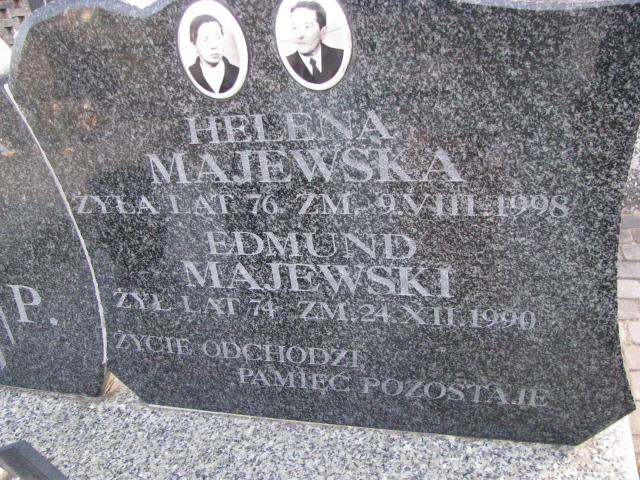 HELENA
MAJEWSKA
ŻYŁA LAT 76 ZM. 9.VIII.1998
EDMUND
MAJEWSKI
ŻYŁ LAT 74 ZM. 24.XII.1990
ŻYCIE ODCHODZI,
PAMIĘĆ POZOSTAJE
P.